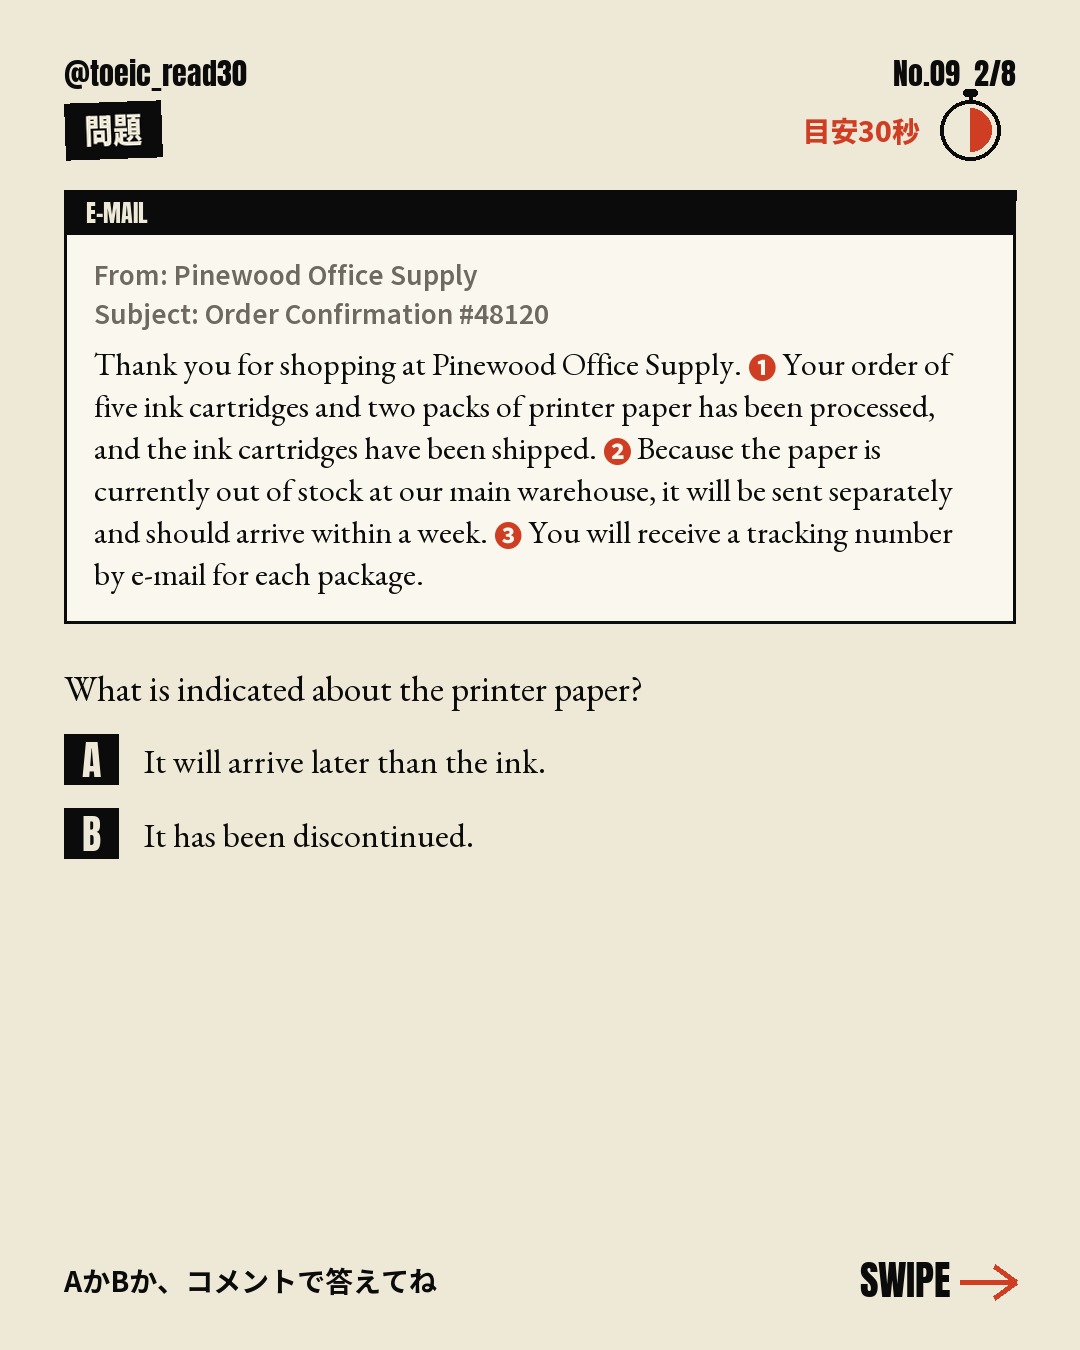 @toeic_read30
No.09 2/8
問題
目安30秒
E-MAIL
From: Pinewood Office Supply
Subject: Order Confirmation #48120
Thank you for shopping at Pinewood Office Supply. ❶ Your order of
five ink cartridges and two packs of printer paper has been processed,
and the ink cartridges have been shipped. ❷ Because the paper is
currently out of stock at our main warehouse, it will be sent separately
and should arrive within a week. ❸ You will receive a tracking number
by e-mail for each package.
What is indicated about the printer paper?
A It will arrive later than the ink.
B It has been discontinued.
AかBか、コメントで答えてね
SWIPE